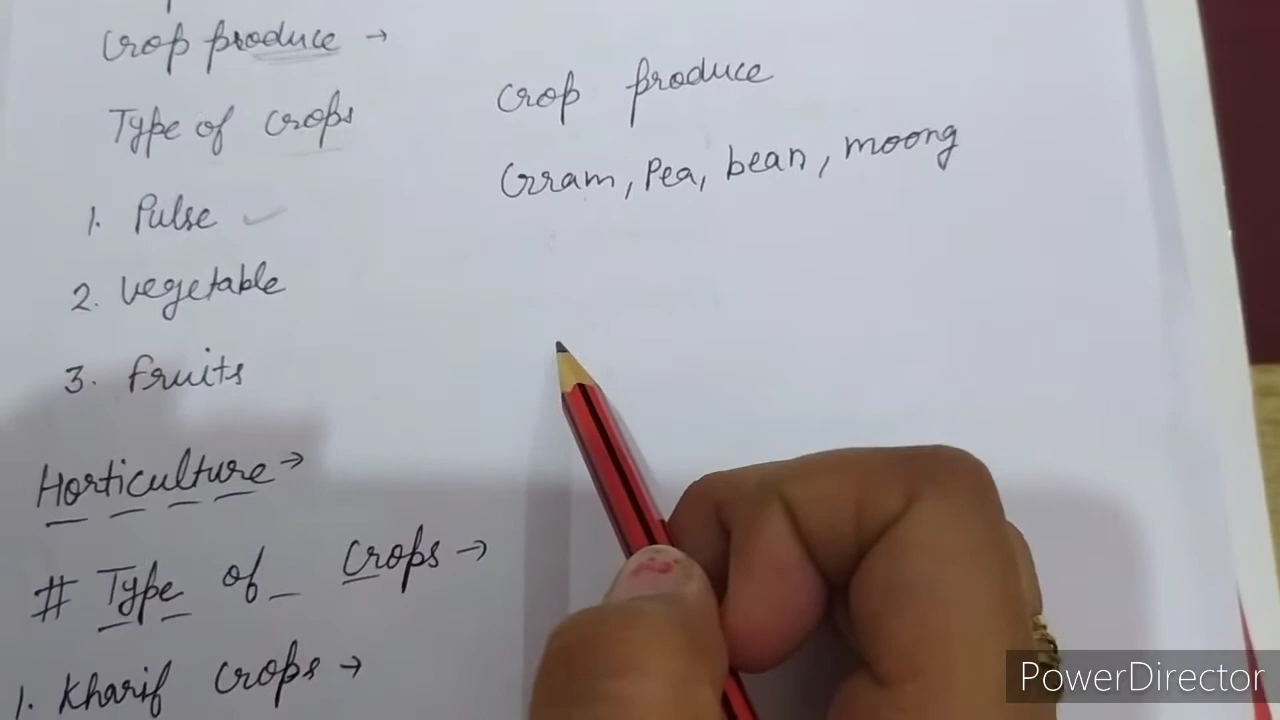 Crop produce →
Type of crops
Crop produce
1. Pulse
Gram, Pea, bean, moong
2. vegetable
3. fruits
Horticulture →
# Type of Crops →
1. Kharif crops →
PowerDirector